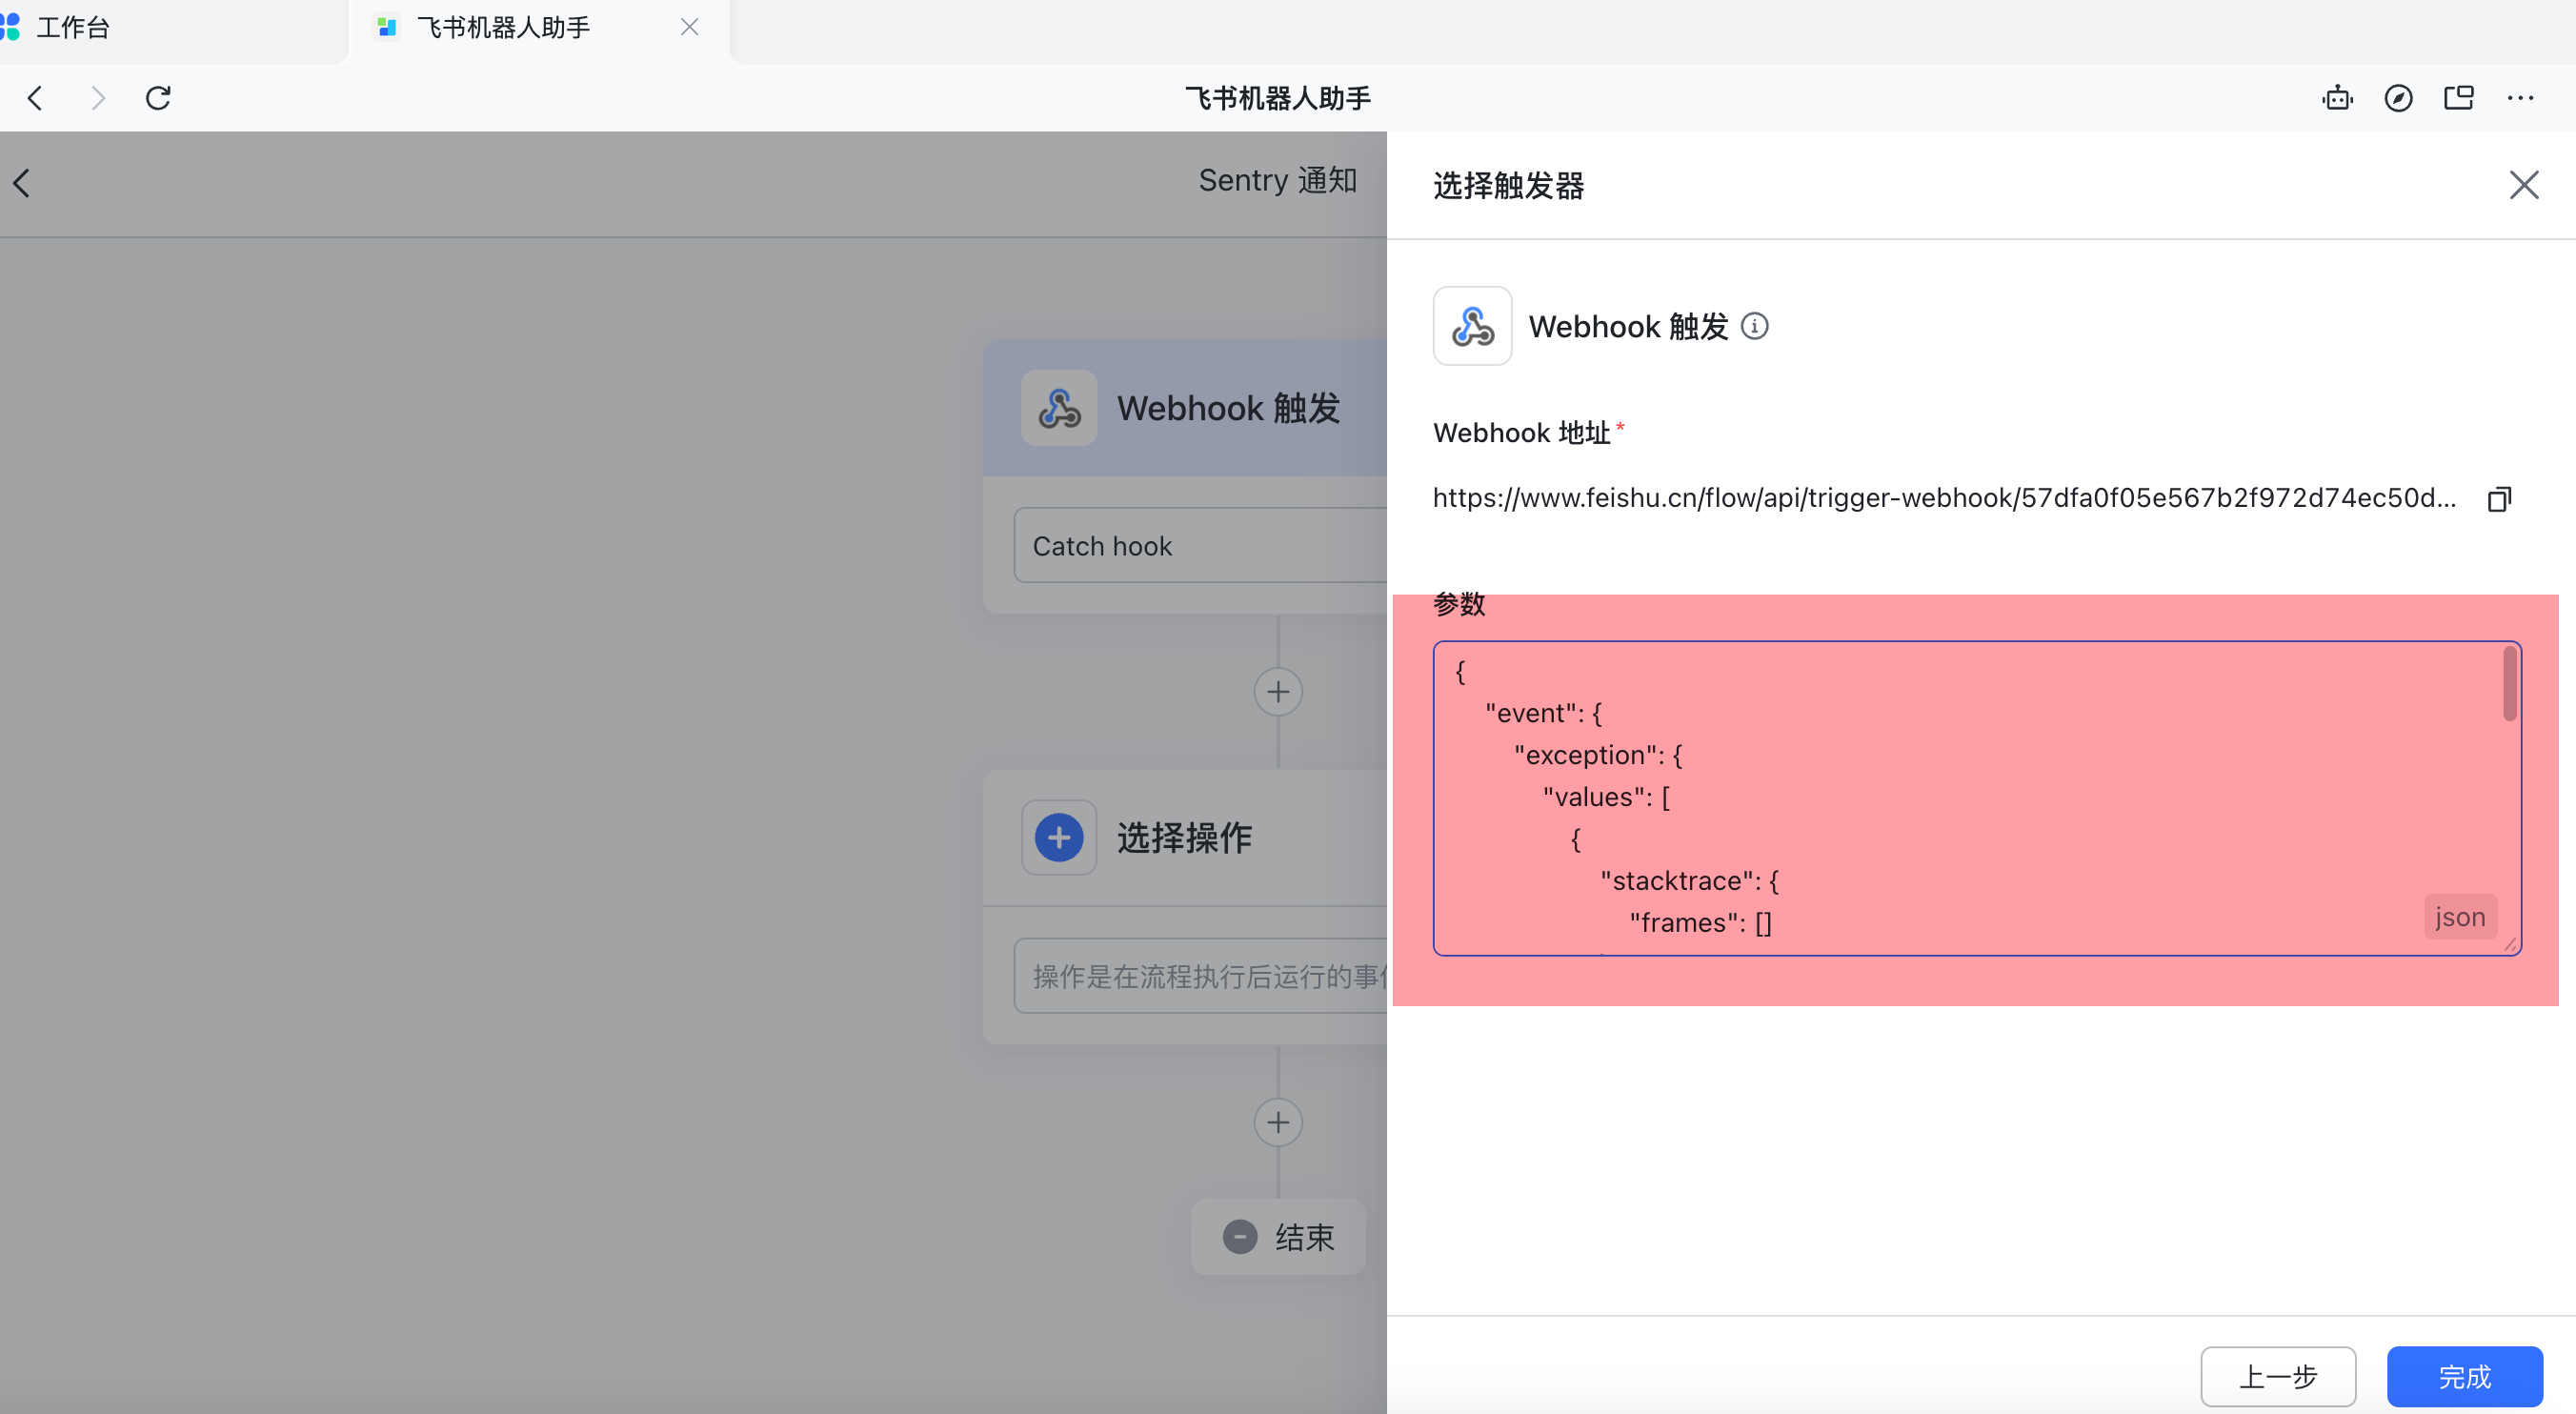 工作台
飞书机器人助手
飞书机器人助手
Sentry 通知
Webhook 触发
Catch hook
选择操作
操作是在流程执行后运行的事
结束
选择触发器
Webhook 触发
Webhook 地址*
https://www.feishu.cn/flow/api/trigger-webhook/57dfa0f05e567b2f972d74ec50d...
参数
{
"event": {
"exception": {
"values": [
{
"stacktrace": {
"frames": []
json
上一步
完成